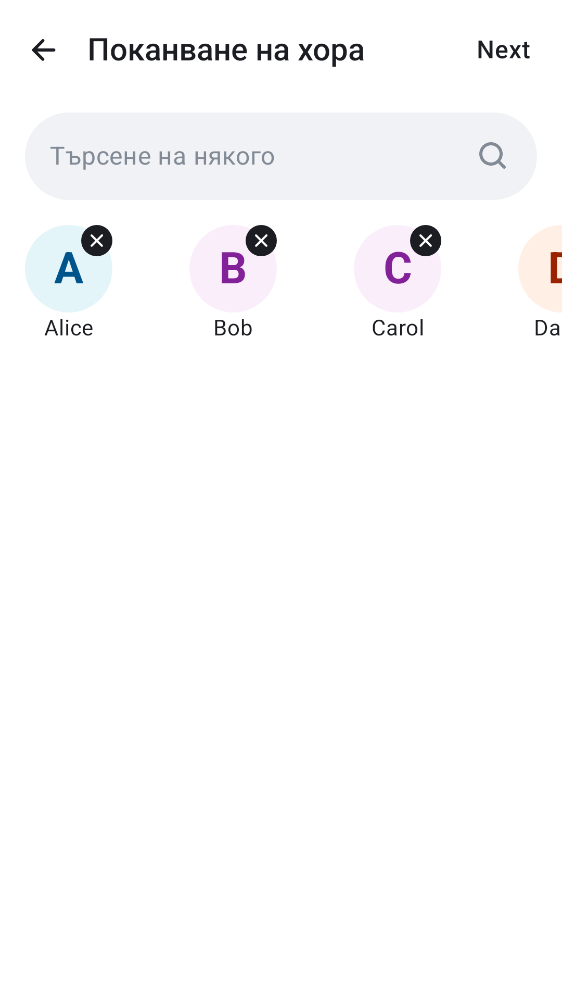 Поканване на хора
Next
Търсене на някого
A
B
C
Alice
Bob
Carol
Da